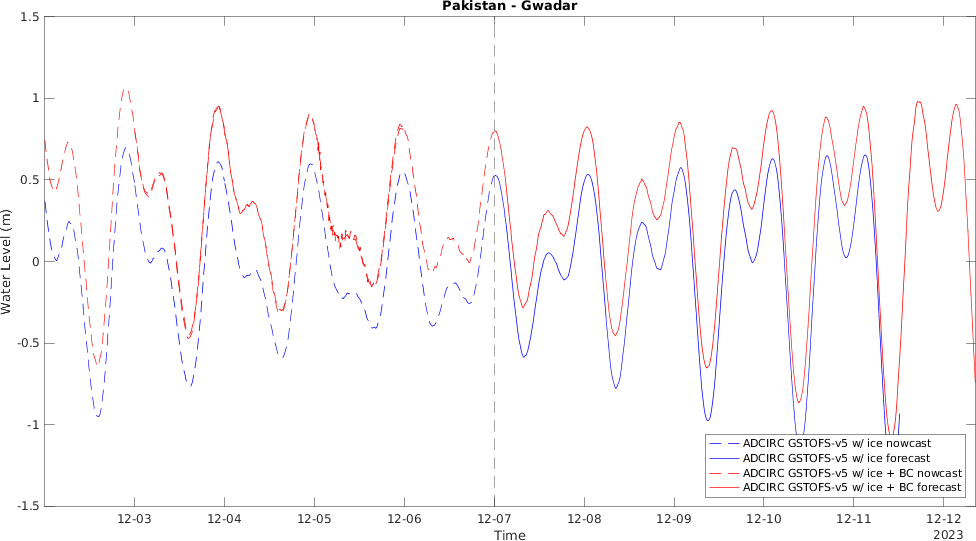 Pakistan - Gwadar
1.5
1
0.5
0
-0.5
-1
-1.5
Water Level (m)
ADCIRC GSTOFS-v5 w/ ice nowcast
ADCIRC GSTOFS-v5 w/ ice forecast
ADCIRC GSTOFS-v5 w/ ice + BC nowcast
ADCIRC GSTOFS-v5 w/ ice + BC forecast
12-03 12-04 12-05 12-06 12-07 12-08 12-09 12-10 12-11 12-12
Time 2023